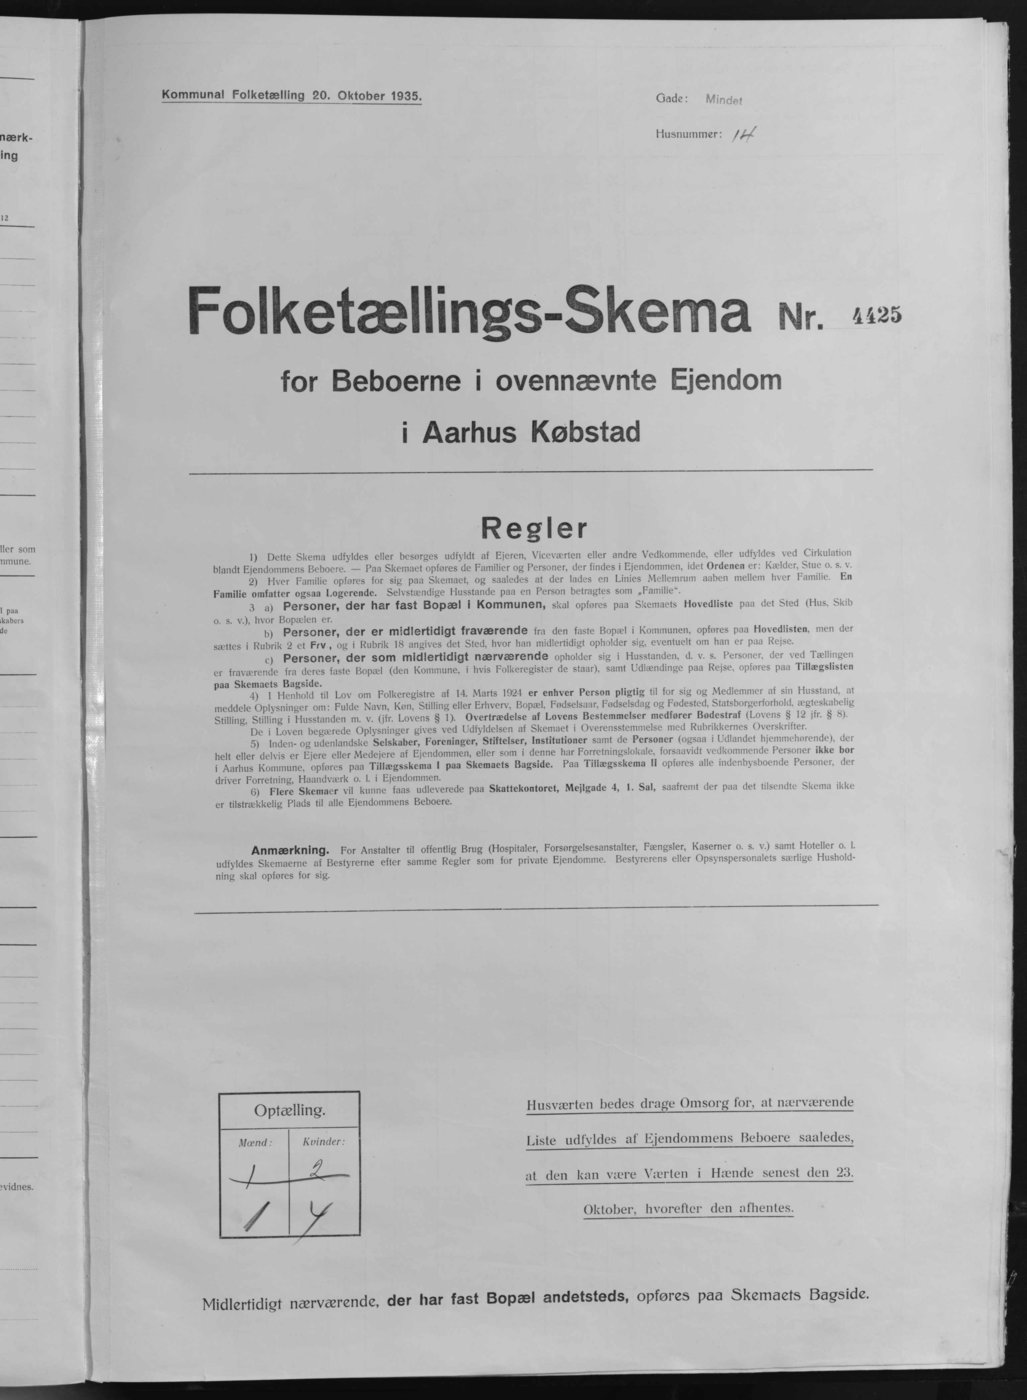 Kommunal Folketælling 20. Oktober 1935.
Gade: Mindet
Husnummer: 14
Folketællings-Skema Nr. 4425
for Beboerne i ovennævnte Ejendom
i Aarhus Købstad
Regler
1) Dette Skema udfyldes eller besørges udfyldt af Ejeren, Viceværten eller andre Vedkommende, eller udfyldes ved Cirkulation
blandt Ejendommens Beboere. — Paa Skemaet opføres de Familier og Personer, der findes i Ejendommen, idet Ordenen er: Kælder, Stue o. s. v.
2) Hver Familie opføres for sig paa Skemaet, og saaledes at der lades en Linies Mellemrum aaben mellem hver Familie. En
Familie omfatter ogsaa Logerende. Selvstændige Husstande paa en Person betragtes som „Familie".
3 a) Personer, der har fast Bopæl i Kommunen, skal opføres paa Skemaets Hovedliste paa det Sted (Hus, Skib
o. s. v.), hvor Bopælen er.
b) Personer, der er midlertidigt fraværende fra den faste Bopæl i Kommunen, opføres paa Hovedlisten, men der
sættes i Rubrik 2 et Frv, og i Rubrik 18 angives det Sted, hvor han midlertidigt opholder sig, eventuelt om han er paa Rejse.
c) Personer, der som midlertidigt nærværende opholder sig i Husstanden, d. v. s. Personer, der ved Tællingen
er fraværende fra deres faste Bopæl (den Kommune, i hvis Folkeregister de staar), samt Udlændinge paa Rejse, opføres paa Tillægslisten
paa Skemaets Bagside.
4) I Henhold til Lov om Folkeregistre af 14. Marts 1924 er enhver Person pligtig til for sig og Medlemmer af sin Husstand, at
meddele Oplysninger om: Fulde Navn, Køn, Stilling eller Erhverv, Bopæl, Fødselsaar, Fødselsdag og Fødested, Statsborgerforhold, ægteskabelig
Stilling, Stilling i Husstanden m. v. (jfr. Lovens § 1). Overtrædelse af Lovens Bestemmelser medfører Bødestraf (Lovens § 12 jfr. § 8).
De i Loven begærede Oplysninger gives ved Udfyldelsen af Skemaet i Overensstemmelse med Rubrikkernes Overskrifter.
5) Inden- og udenlandske Selskaber, Foreninger, Stiftelser, Institutioner samt de Personer (ogsaa i Udlandet hjemmehørende), der
helt eller delvis er Ejere eller Medejere af Ejendommen, eller som i denne har Forretningslokale, forsaavidt vedkommende Personer ikke bor
i Aarhus Kommune, opføres paa Tillægsskema I paa Skemaets Bagside. Paa Tillægsskema II opføres alle indenbysboende Personer, der
driver Forretning, Haandværk o. l. i Ejendommen.
6) Flere Skemaer vil kunne faas udleverede paa Skattekontoret, Mejlgade 4, 1. Sal, saafremt der paa det tilsendte Skema ikke
er tilstrækkelig Plads til alle Ejendommens Beboere.
Anmærkning. For Anstalter til offentlig Brug (Hospitaler, Forsørgelsesanstalter, Fængsler, Kaserner o. s. v.) samt Hoteller o. l.
udfyldes Skemaerne af Bestyrerne efter samme Regler som for private Ejendomme. Bestyrerens eller Opsynspersonalets særlige Hushold-
ning skal opføres for sig.
Optælling.
Mænd: Kvinder:
1 2
1 4
Husværten bedes drage Omsorg for, at nærværende
Liste udfyldes af Ejendommens Beboere saaledes,
at den kan være Værten i Hænde senest den 23.
Oktober, hvorefter den afhentes.
Midlertidigt nærværende, der har fast Bopæl andetsteds, opføres paa Skemaets Bagside.